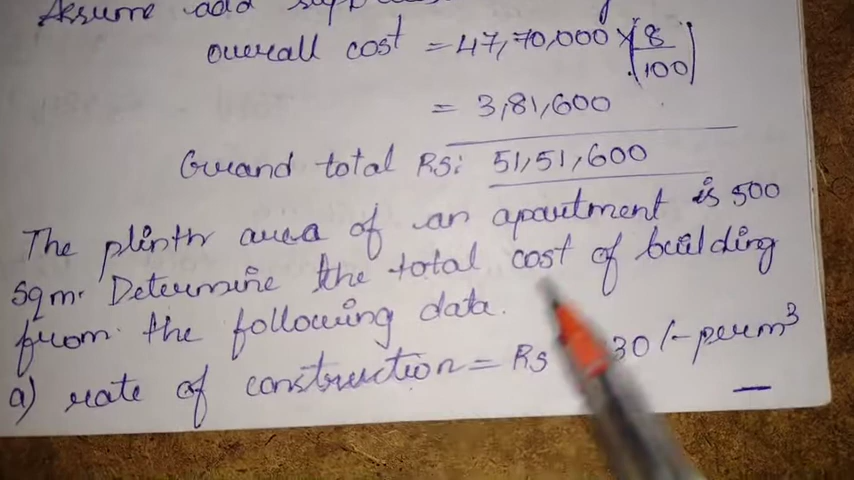 Assume add
overall cost = 47,70,000 × (8/100)
= 3,81,600
Grand total Rs: 51,51,600
The plinth area of an apartment is 500
sqm. Determine the total cost of building
from the following data.
a) rate of construction = Rs 30/- per m³